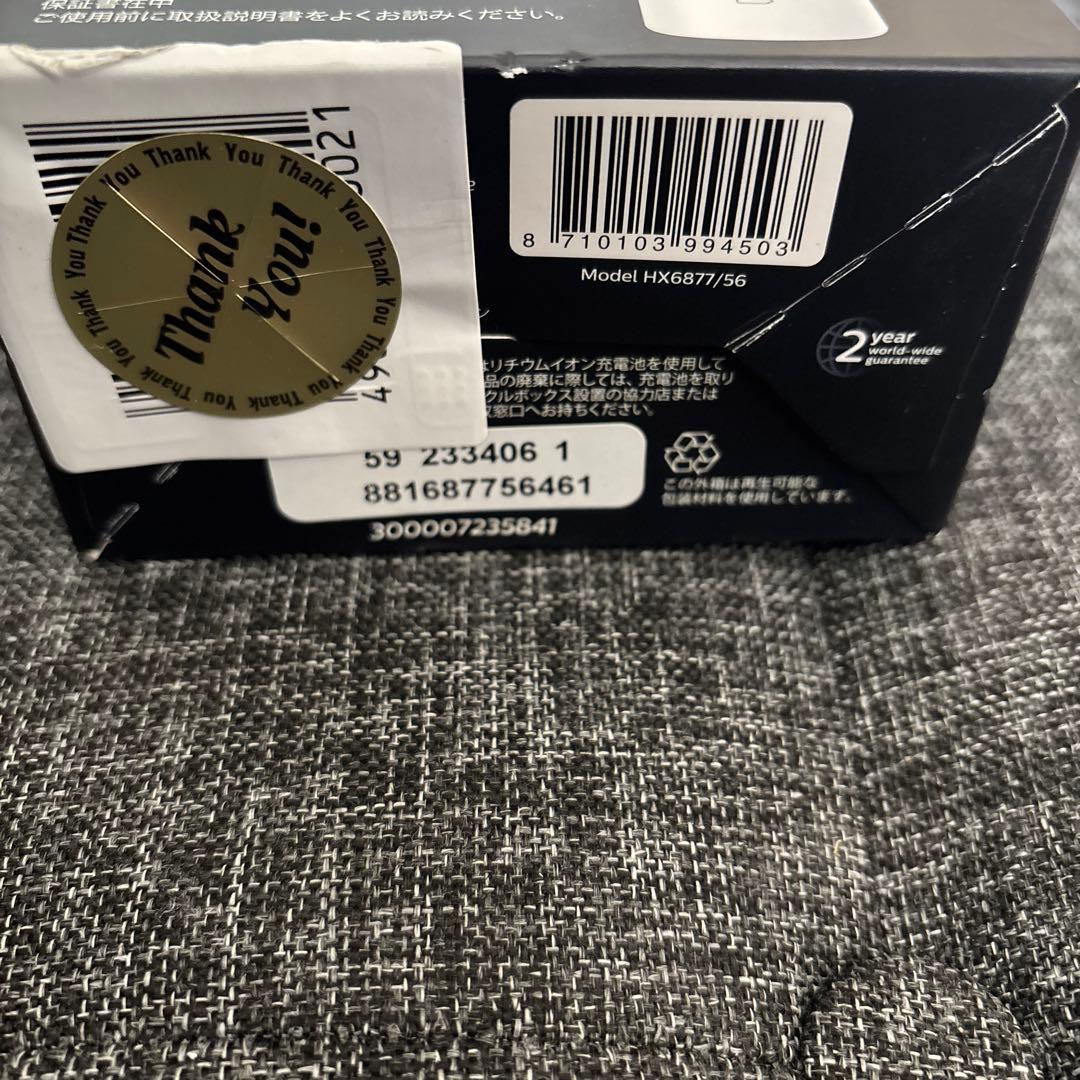 保証書在中
ご使用前に取扱説明書をよくお読みください。
8 710103 994503
Model HX6877/56
Thank You Thank You Thank You Thank You Thank You Thank You Thank You
Thank
You!
2 year
world-wide
guarantee
リチウムイオン充電池を使用して
品の廃棄に際しては、充電池を取り
クルボックス設置の協力店または
窓口へお持ちください。
59 233406 1
881687756461
300007235841
この外箱は再生可能な
包装材料を使用しています。